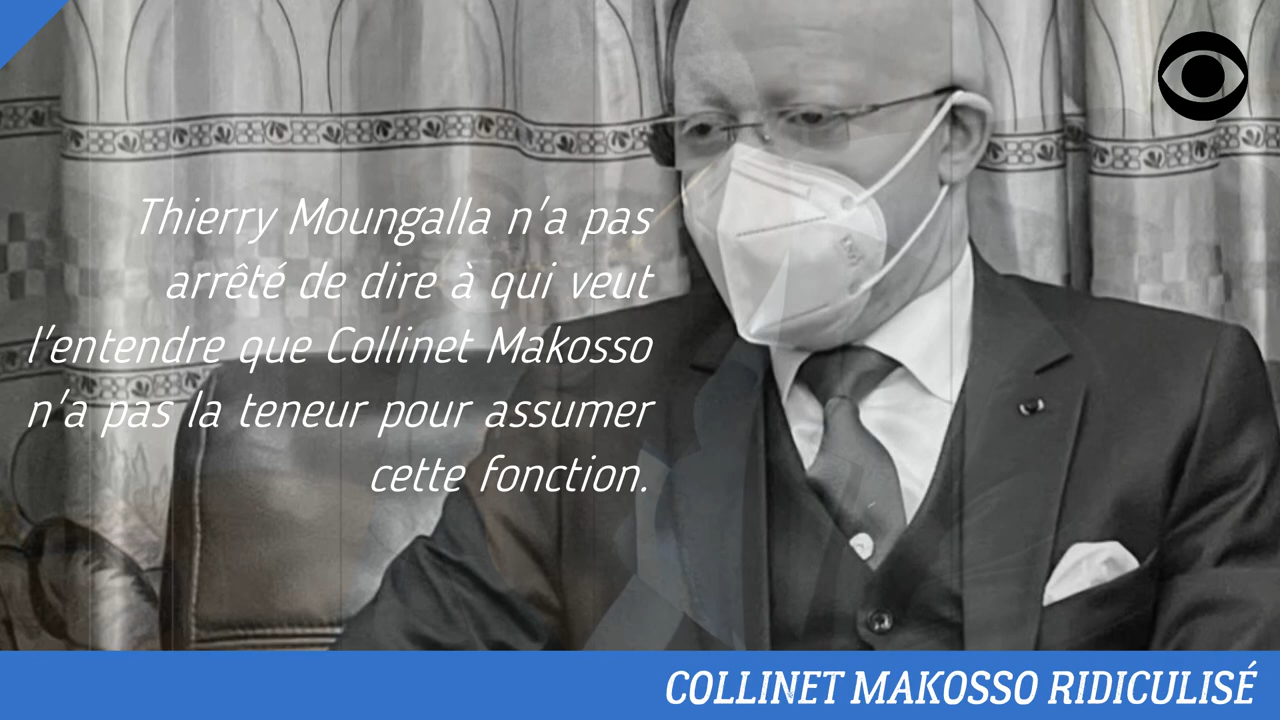 Thierry Moungalla n'a pas
arrêté de dire à qui veut
l'entendre que Collinet Makosso
n'a pas la teneur pour assumer
cette fonction.
COLLINET MAKOSSO RIDICULISÉ